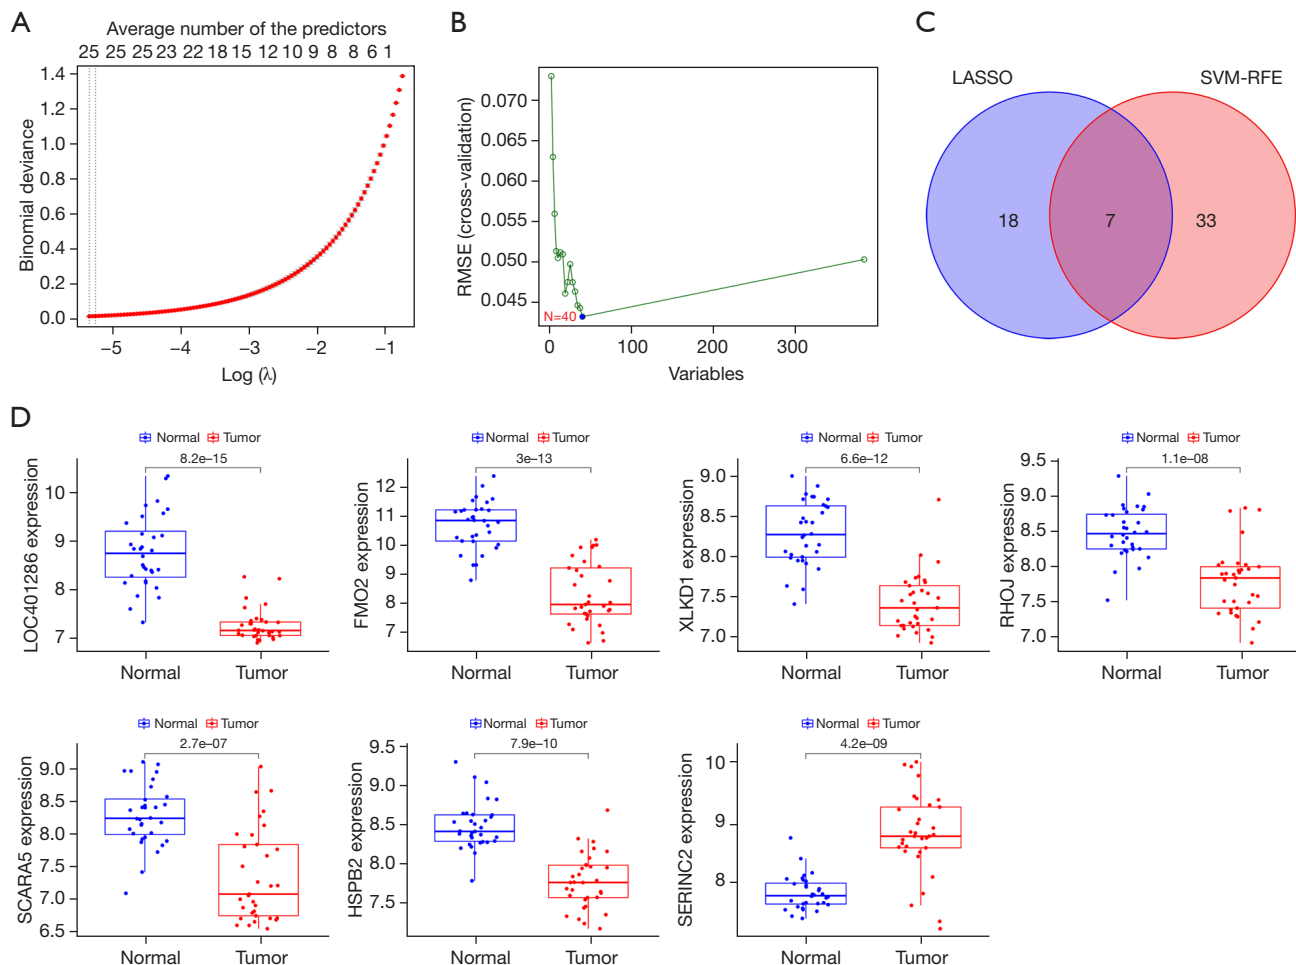 A
Average number of the predictors
25 25 25 23 22 18 15 12 10 9 8 8 6 1
Binomial deviance
1.4
1.2
1.0
0.8
0.6
0.4
0.2
0.0
−5 −4 −3 −2 −1
Log (λ)
B
RMSE (cross-validation)
0.070
0.065
0.060
0.055
0.050
0.045
N=40
0 100 200 300
Variables
C
LASSO
SVM-RFE
18
7
33
D
Normal Tumor
8.2e−15
LOC401286 expression
10
9
8
7
Normal Tumor
Normal Tumor
3e−13
FMO2 expression
12
11
10
9
8
7
Normal Tumor
Normal Tumor
6.6e−12
XLKD1 expression
9.0
8.5
8.0
7.5
7.0
Normal Tumor
Normal Tumor
1.1e−08
RHOJ expression
9.5
9.0
8.5
8.0
7.5
7.0
Normal Tumor
Normal Tumor
2.7e−07
SCARA5 expression
9.0
8.5
8.0
7.5
7.0
6.5
Normal Tumor
Normal Tumor
7.9e−10
HSPB2 expression
9.5
9.0
8.5
8.0
7.5
Normal Tumor
Normal Tumor
4.2e−09
SERINC2 expression
10
9
8
Normal Tumor